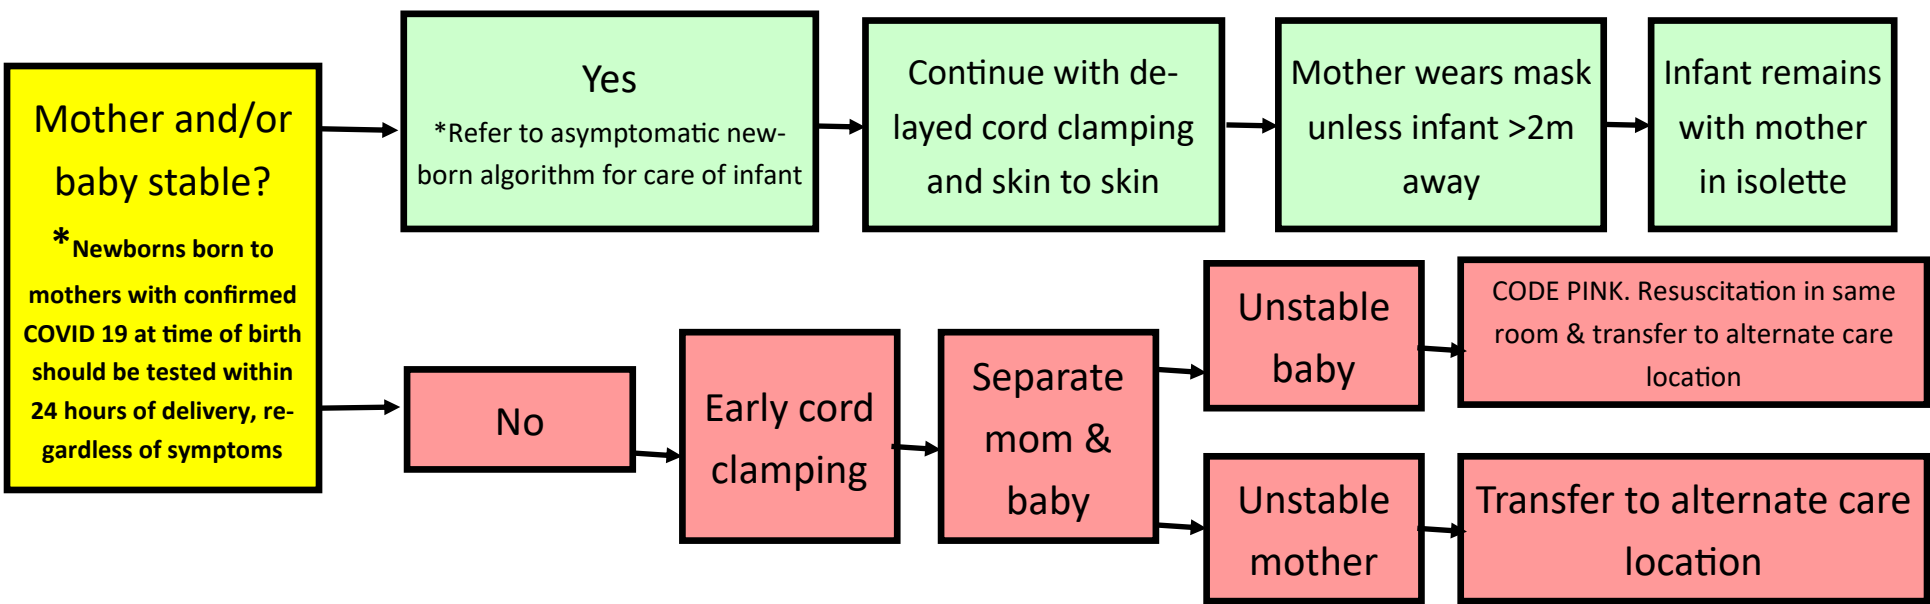 Mother and/or
baby stable?
*Newborns born to
mothers with confirmed
COVID 19 at time of birth
should be tested within
24 hours of delivery, re-
gardless of symptoms
Yes
*Refer to asymptomatic new-
born algorithm for care of infant
Continue with de-
layed cord clamping
and skin to skin
Mother wears mask
unless infant >2m
away
Infant remains
with mother
in isolette
No
Early cord
clamping
Separate
mom &
baby
Unstable
baby
CODE PINK. Resuscitation in same
room & transfer to alternate care
location
Unstable
mother
Transfer to alternate care
location